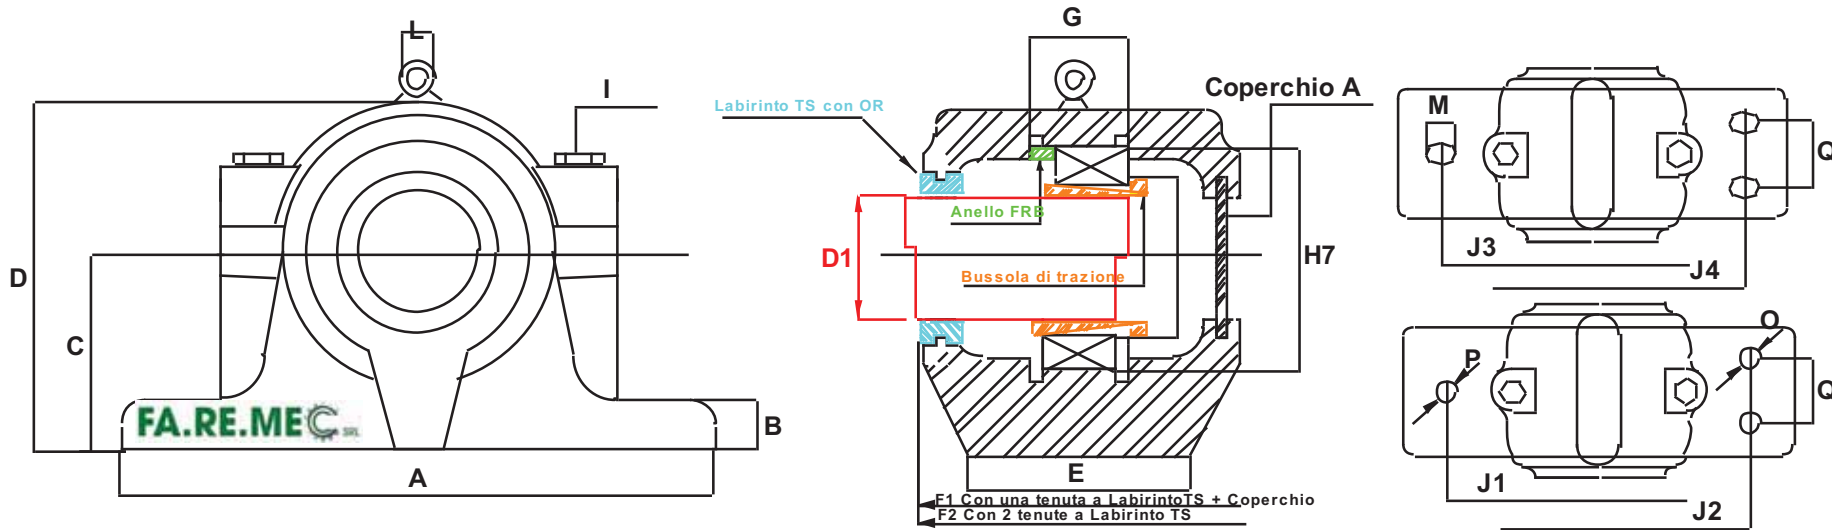 L
I
D
C
B
A
FA.RE.MEC SRL
G
Labirinto TS con OR
Coperchio A
Anello FRB
D1
Bussola di trazione
H7
E
F1 Con una tenuta a LabirintoTS + Coperchio
F2 Con 2 tenute a Labirinto TS
M
Q
J3
J4
O
P
Q
J1
J2